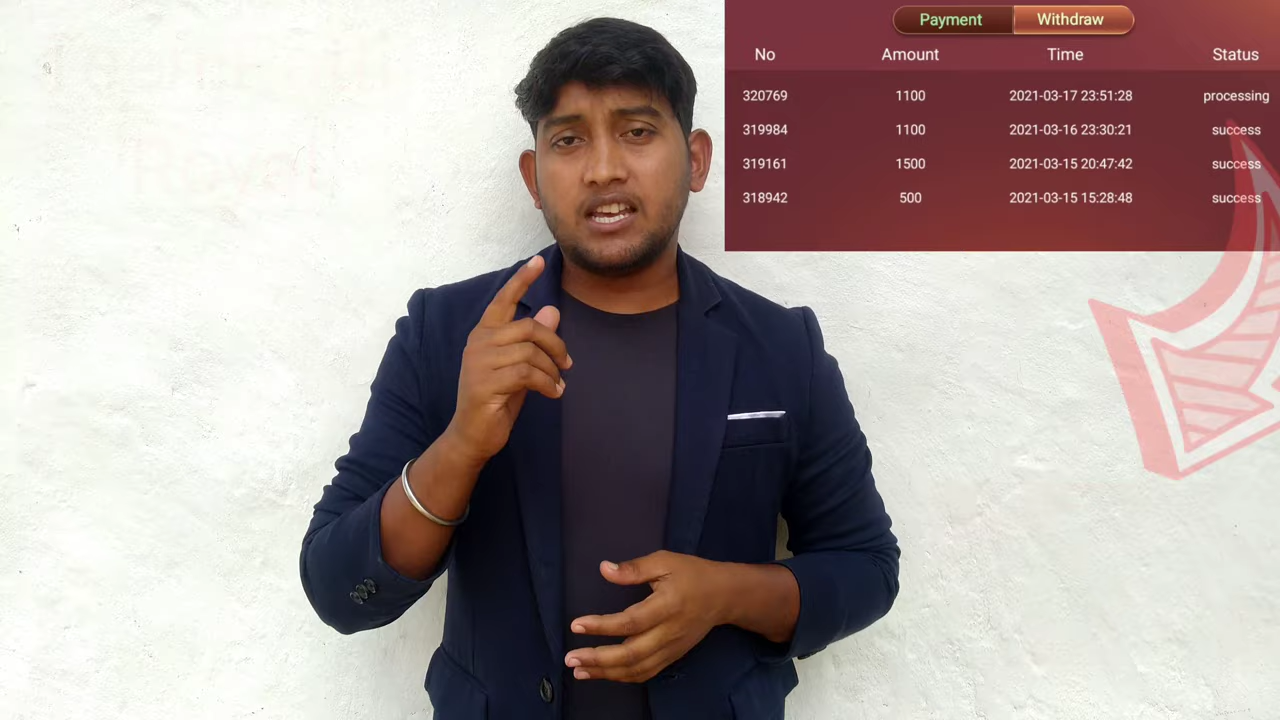 Payment Withdraw
No Amount Time Status
320769 1100 2021-03-17 23:51:28 processing
319984 1100 2021-03-16 23:30:21 success
319161 1500 2021-03-15 20:47:42 success
318942 500 2021-03-15 15:28:48 success